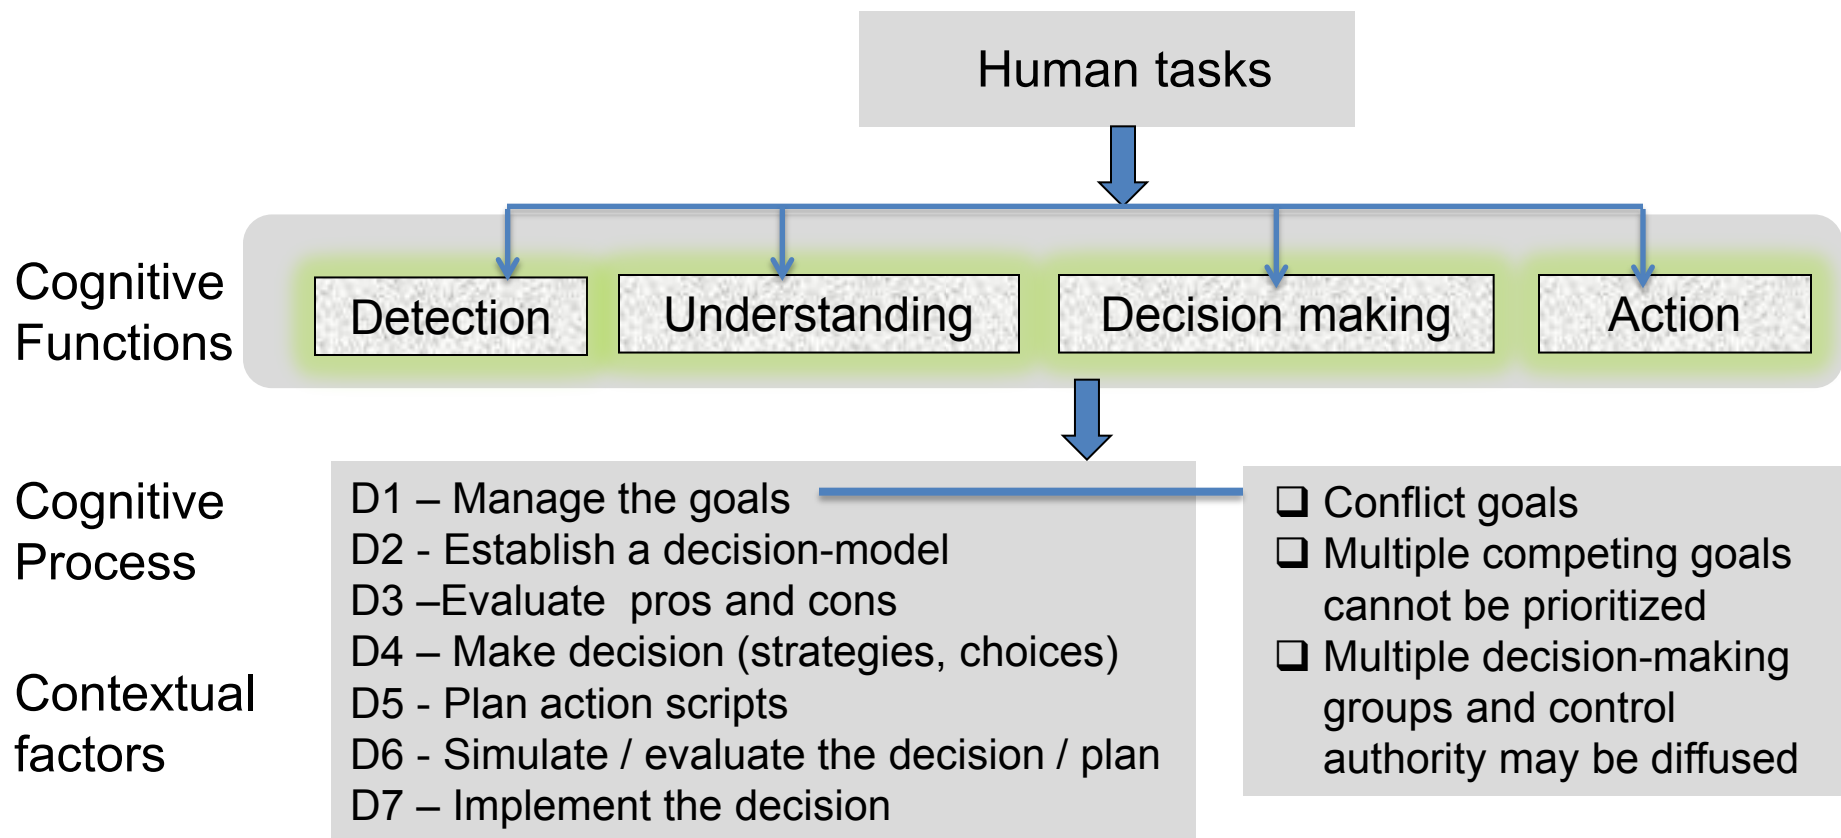 Human tasks
Cognitive
Functions
Detection
Understanding
Decision making
Action
Cognitive
Process
Contextual
factors
D1 – Manage the goals
D2 - Establish a decision-model
D3 –Evaluate  pros and cons
D4 – Make decision (strategies, choices)
D5 - Plan action scripts
D6 - Simulate / evaluate the decision / plan
D7 – Implement the decision
❑ Conflict goals
❑ Multiple competing goals
cannot be prioritized
❑ Multiple decision-making
groups and control
authority may be diffused